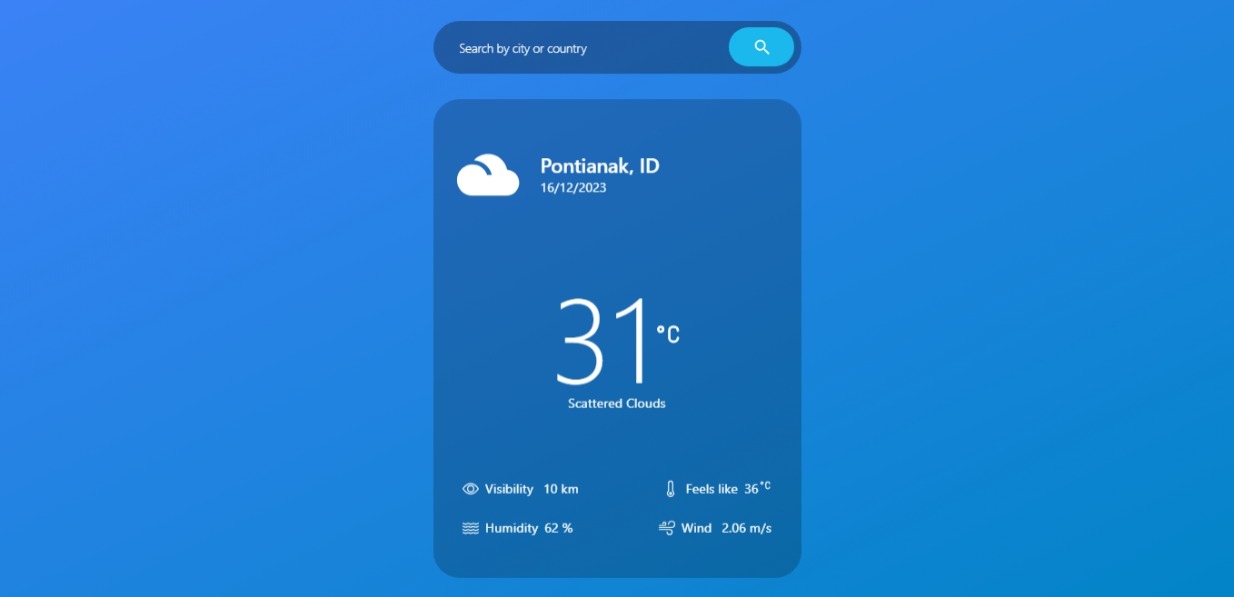 Search by city or country
Pontianak, ID
16/12/2023
31 °C
Scattered Clouds
Visibility 10 km
Feels like 36 °C
Humidity 62 %
Wind 2.06 m/s